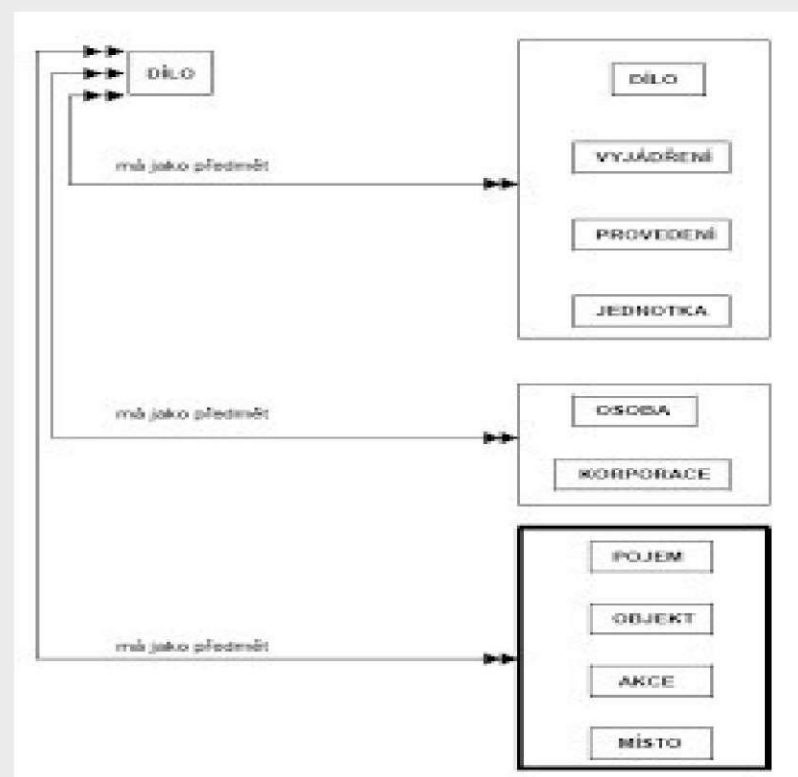 DÍLO
DÍLO
VYJÁDŘENÍ
má jako předmět
PROVEDENÍ
JEDNOTKA
má jako předmět
OSOBA
KORPORACE
POJEM
OBJEKT
má jako předmět
AKCE
MÍSTO